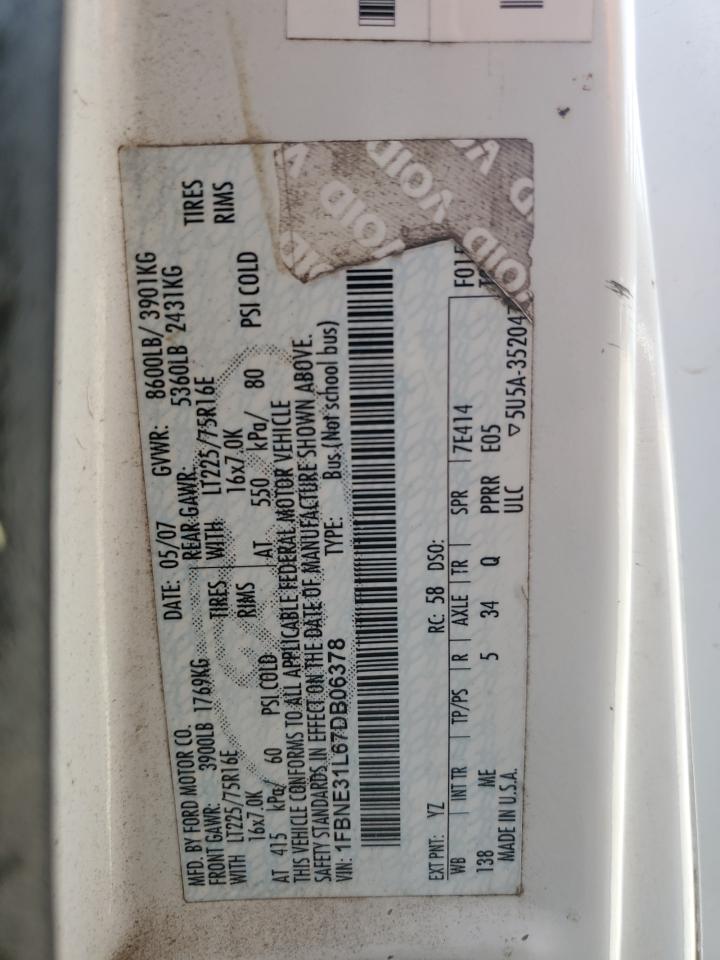 MFD. BY FORD MOTOR CO.
DATE: 05/07 GVWR: 8600LB/ 3901KG
FRONT GAWR: 3900LB 1769KG REAR GAWR: 5360LB 2431KG
WITH LT225/75R16E TIRES WITH LT225/75R16E TIRES
16x7.0K RIMS 16x7.0K RIMS
AT 415 kPa/ 60 PSI COLD AT 550 kPa/ 80 PSI COLD
THIS VEHICLE CONFORMS TO ALL APPLICABLE FEDERAL MOTOR VEHICLE
SAFETY STANDARDS IN EFFECT ON THE DATE OF MANUFACTURE SHOWN ABOVE.
VIN: 1FBNE31L67DB06378 TYPE: Bus (Not school bus)
EXT PNT: YZ RC: 58 DSO:
WB INT TR TP/PS R AXLE TR SPR 7E414 F01
138 ME 5 34 Q PPRR E05
MADE IN U.S.A. ULC ▽5U5A-35204
VOID VOID VOID VOID